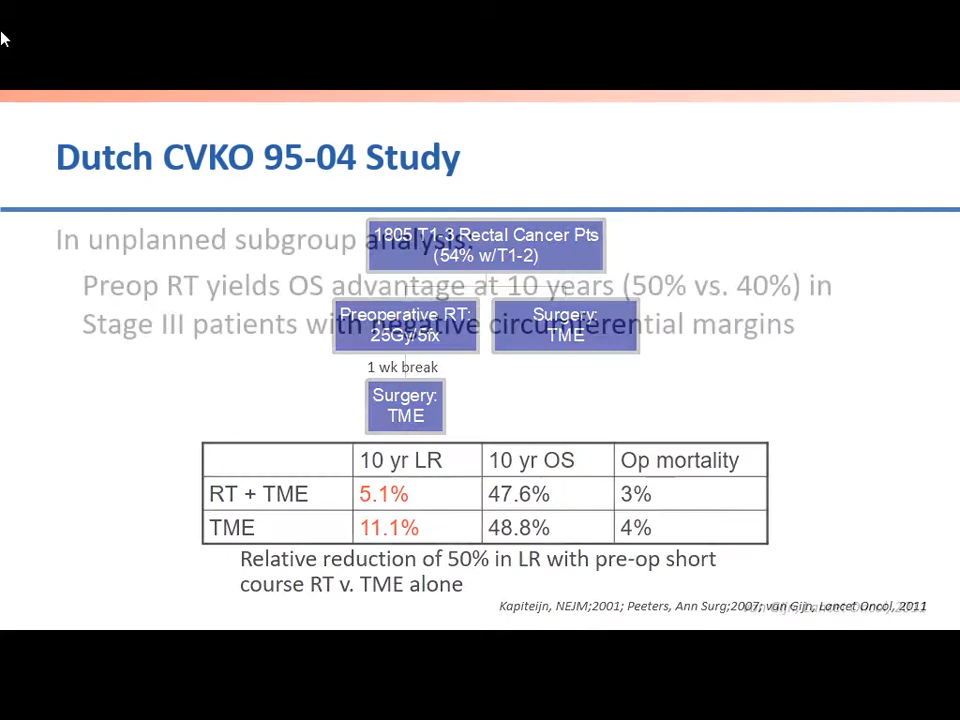 Dutch CVKO 95-04 Study
In unplanned subgroup analysis,
1805 T1-3 Rectal Cancer Pts
(54% w/T1-2)
Preop RT yields OS advantage at 10 years (50% vs. 40%) in
Stage III patients with negative circumferential margins
Preoperative RT: Surgery:
25Gy/5fx TME
1 wk break
Surgery:
TME
10 yr LR 10 yr OS Op mortality
RT + TME 5.1% 47.6% 3%
TME 11.1% 48.8% 4%
Relative reduction of 50% in LR with pre-op short
course RT v. TME alone
Kapiteijn, NEJM;2001; Peeters, Ann Surg;2007; van Gijn, Lancet Oncol, 2011